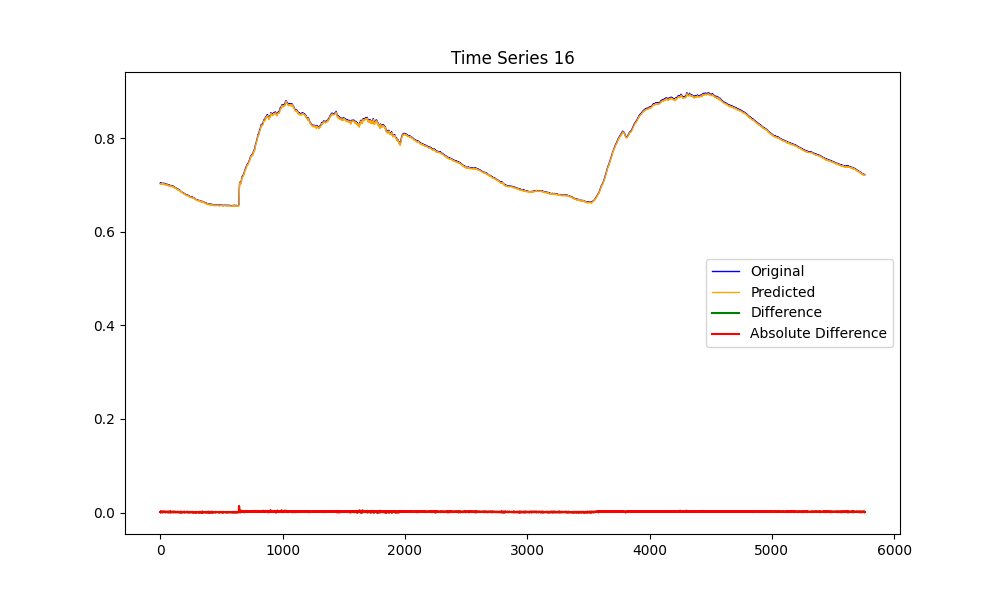 Time Series 16
0.8
0.6
0.4
0.2
0.0
Original
Predicted
Difference
Absolute Difference
0 1000 2000 3000 4000 5000 6000